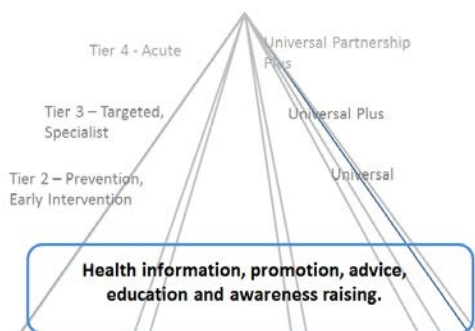 Tier 4 - Acute
Universal Partnership
Plus
Tier 3 – Targeted,
Specialist
Universal Plus
Tier 2 – Prevention,
Early Intervention
Universal
Health information, promotion, advice,
education and awareness raising.